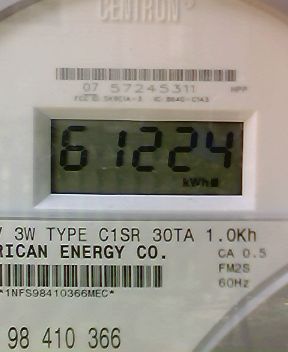 CENTRON®
07 57245311 HPP
61224
kWh
V 3W TYPE C1SR 30TA 1.0Kh
RICAN ENERGY CO. CA 0.5
FM2S
*1NFS98410366MEC* 60Hz
98 410 366